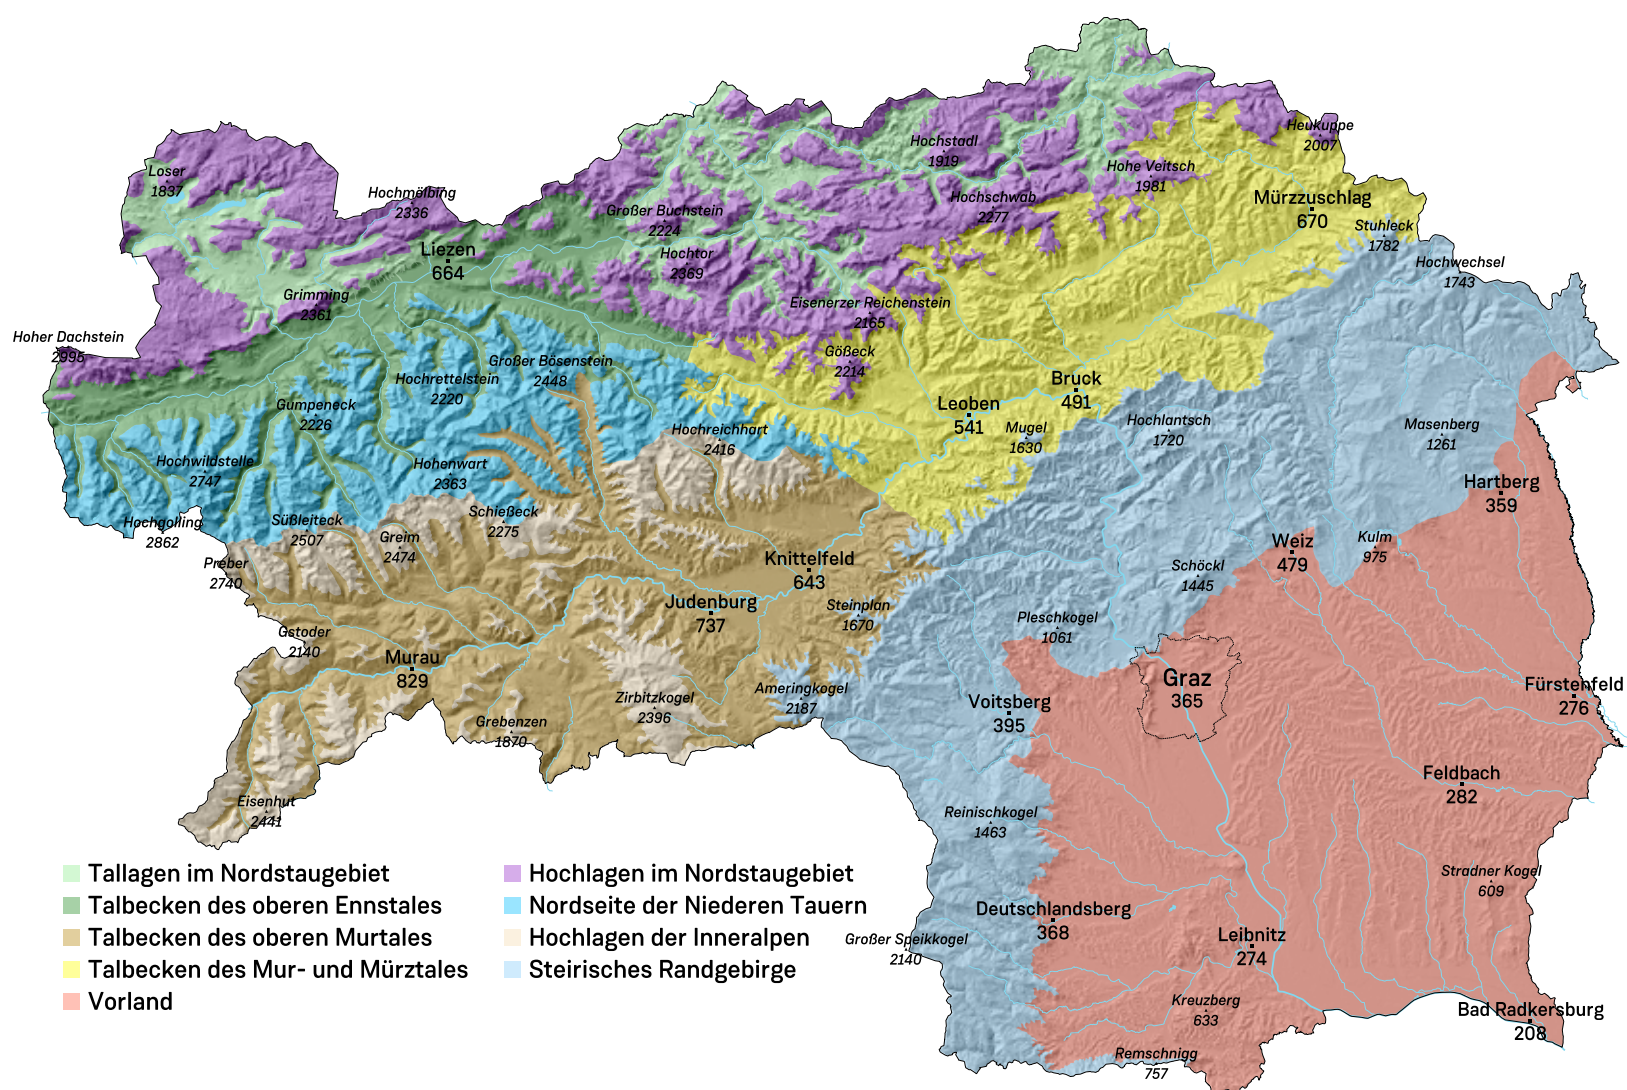 Heukuppe
2007
Hochstadl
1919
Hohe Veitsch
1981
Loser
1837
Hochmölbing
2336
Hochschwab
2277
Mürzzuschlag
670
Großer Buchstein
2224
Stuhleck
1782
Liezen
664
Hochtor
2369
Hochwechsel
1743
Grimming
2361
Eisenerzer Reichenstein
2165
Hoher Dachstein
2995
Gößeck
2214
Großer Bösenstein
2448
Hochrettelstein
2220
Bruck
491
Gumpeneck
2226
Leoben
541
Hochlantsch
1720
Masenberg
1261
Mugel
1630
Hochreichhart
2416
Hochwildstelle
2747
Hohenwart
2363
Hartberg
359
Schießeck
2275
Hochgolling
2862
Süßleiteck
2507
Greim
2474
Weiz
479
Kulm
975
Preber
2740
Knittelfeld
643
Schöckl
1445
Judenburg
737
Steinplan
1670
Pleschkogel
1061
Gstoder
2140
Murau
829
Graz
365
Fürstenfeld
276
Zirbitzkogel
2396
Ameringkogel
2187
Voitsberg
395
Grebenzen
1870
Feldbach
282
Eisenhut
2441
Reinischkogel
1463
Stradner Kogel
609
Deutschlandsberg
368
Großer Speikkogel
2140
Leibnitz
274
Kreuzberg
633
Bad Radkersburg
208
Remschnigg
757
Tallagen im Nordstaugebiet
Talbecken des oberen Ennstales
Talbecken des oberen Murtales
Talbecken des Mur- und Mürztales
Vorland
Hochlagen im Nordstaugebiet
Nordseite der Niederen Tauern
Hochlagen der Inneralpen
Steirisches Randgebirge